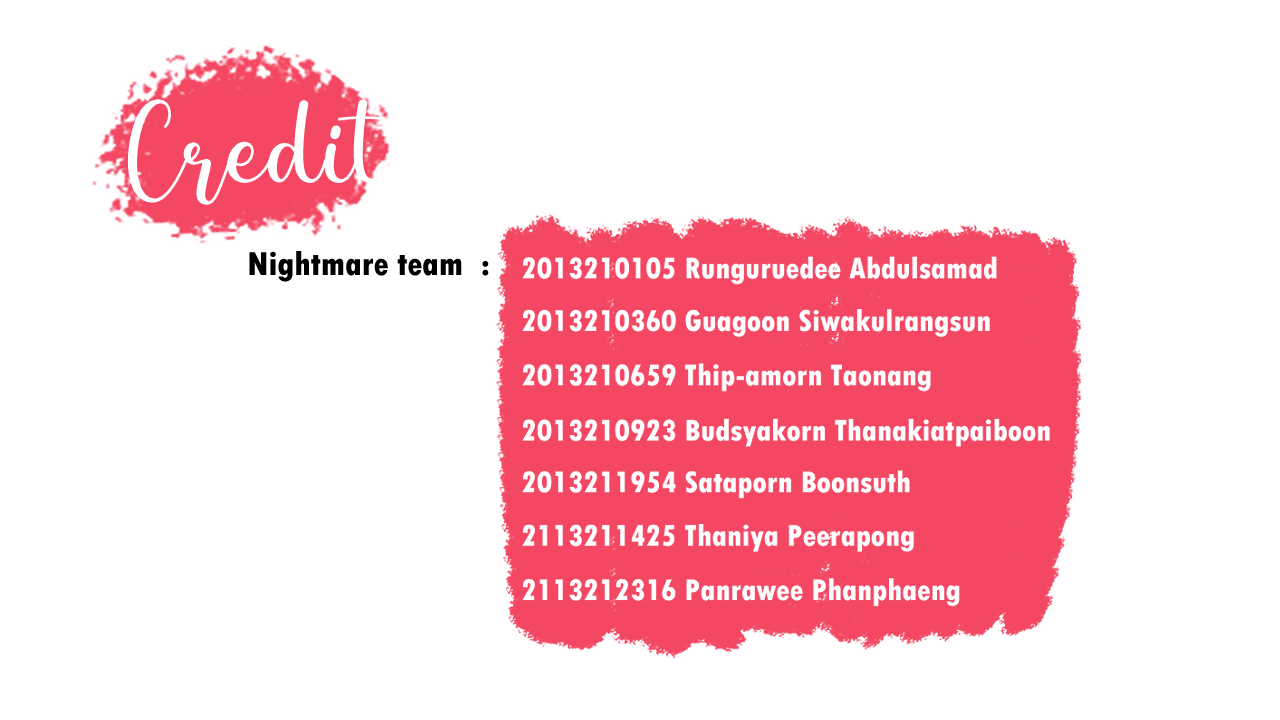 Credit
Nightmare team :
2013210105 Runguruedee Abdulsamad
2013210360 Guagoon Siwakulrangsun
2013210659 Thip-amorn Taonang
2013210923 Budsyakorn Thanakiatpaiboon
2013211954 Sataporn Boonsuth
2113211425 Thaniya Peerapong
2113212316 Panrawee Phanphaeng